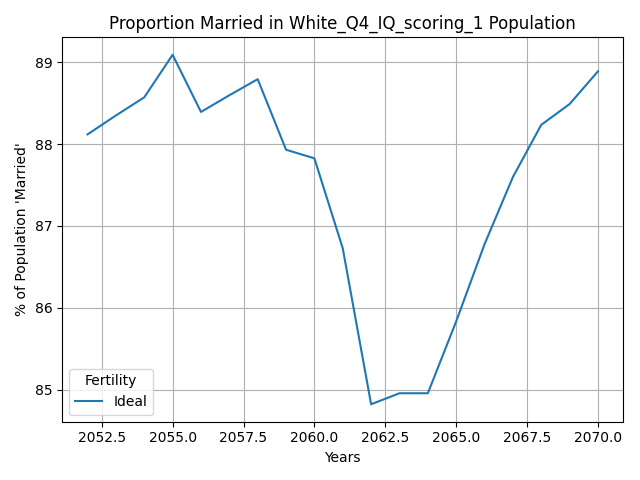 Proportion Married in White_Q4_IQ_scoring_1 Population
% of Population 'Married'
89
88
87
86
85
Fertility
Ideal
2052.5 2055.0 2057.5 2060.0 2062.5 2065.0 2067.5 2070.0
Years